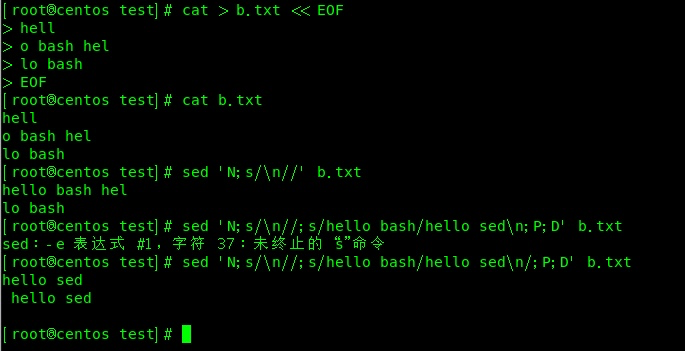 [root@centos test]# cat > b.txt << EOF
> hell
> o bash hel
> lo bash
> EOF
[root@centos test]# cat b.txt
hell
o bash hel
lo bash
[root@centos test]# sed 'N;s/\n//' b.txt
hello bash hel
lo bash
[root@centos test]# sed 'N;s/\n//;s/hello bash/hello sed\n;P;D' b.txt
sed：-e 表达式 #1，字符 37：未终止的“s”命令
[root@centos test]# sed 'N;s/\n//;s/hello bash/hello sed\n/;P;D' b.txt
hello sed
 hello sed
[root@centos test]#